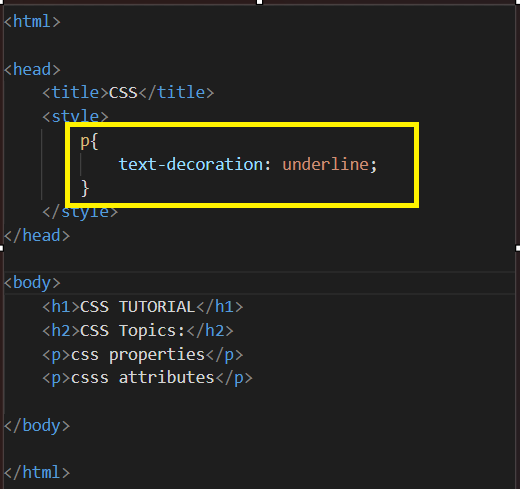 <html>
<head>
<title>CSS</title>
<style>
p{
text-decoration: underline;
}
</style>
</head>
<body>
<h1>CSS TUTORIAL</h1>
<h2>CSS Topics:</h2>
<p>css properties</p>
<p>csss attributes</p>
</body>
</html>